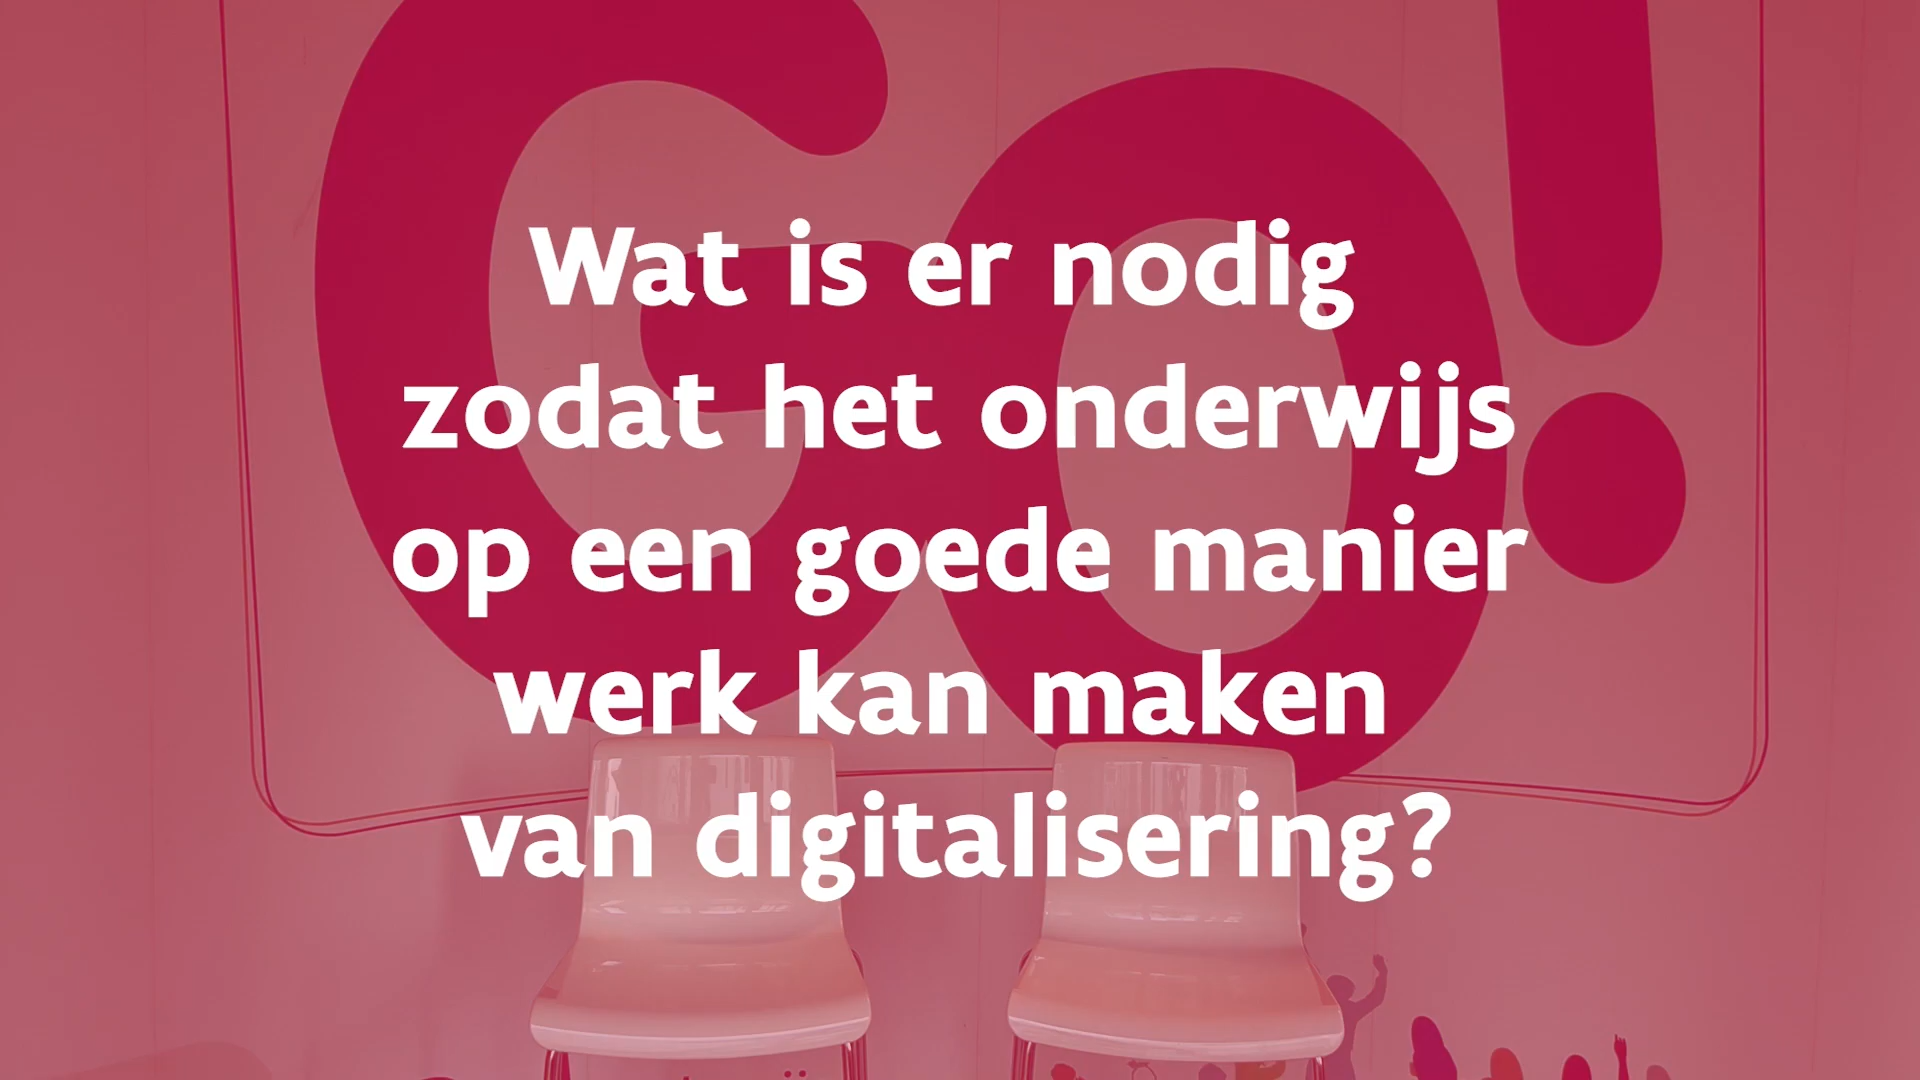 GO!
Wat is er nodig
zodat het onderwijs
op een goede manier
werk kan maken
van digitalisering?